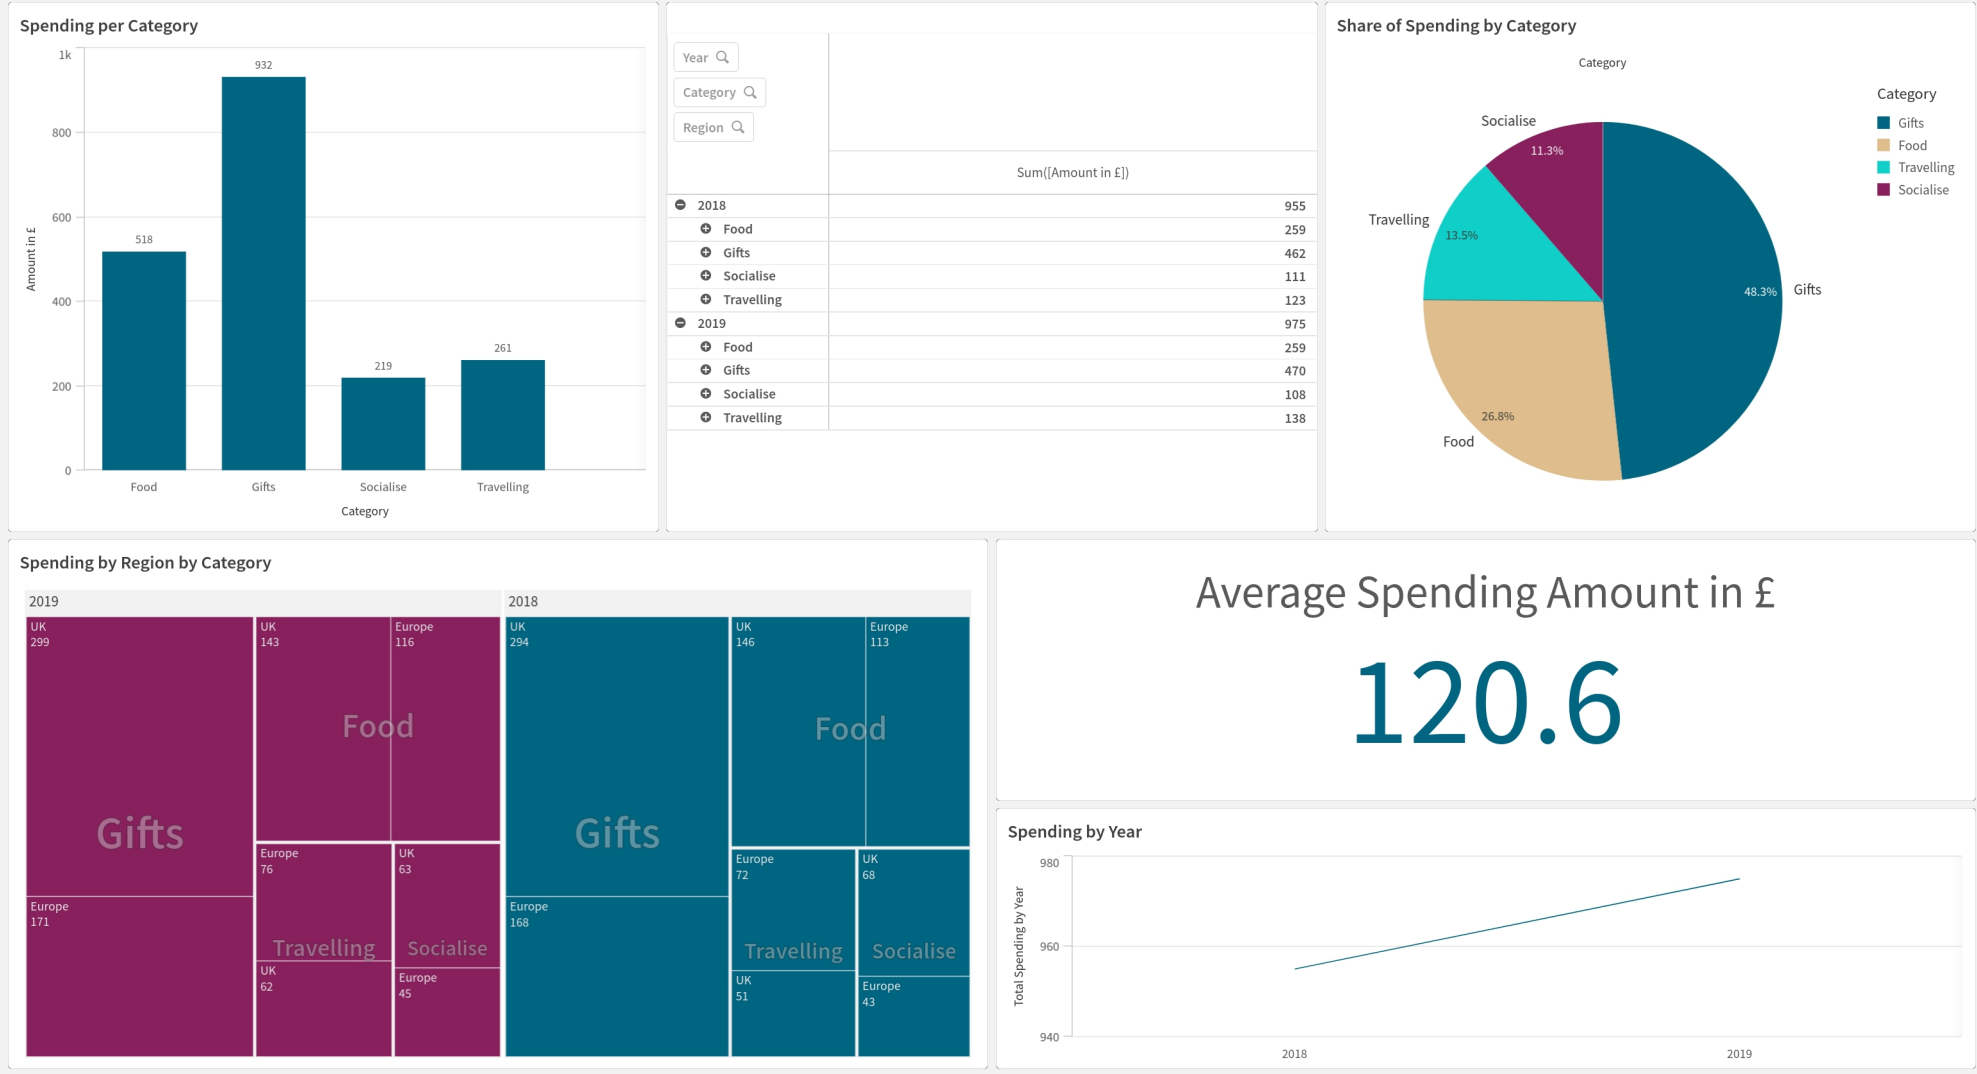 Spending per Category
1k
932
800
600
518
400
261
219
200
0
Amount in £
Food Gifts Socialise Travelling
Category
Year
Category
Region
Sum([Amount in £])
2018 955
Food 259
Gifts 462
Socialise 111
Travelling 123
2019 975
Food 259
Gifts 470
Socialise 108
Travelling 138
Share of Spending by Category
Category
Socialise
11.3%
Travelling
13.5%
48.3%
Gifts
26.8%
Food
Category
Gifts
Food
Travelling
Socialise
Spending by Region by Category
2019
UK
299
Gifts
Europe
171
UK
143
Europe
116
Food
Europe
76
Travelling
UK
62
UK
63
Socialise
Europe
45
2018
UK
294
Gifts
Europe
168
UK
146
Europe
113
Food
Europe
72
Travelling
UK
51
UK
68
Socialise
Europe
43
Average Spending Amount in £
120.6
Spending by Year
980
960
940
Total Spending by Year
2018 2019